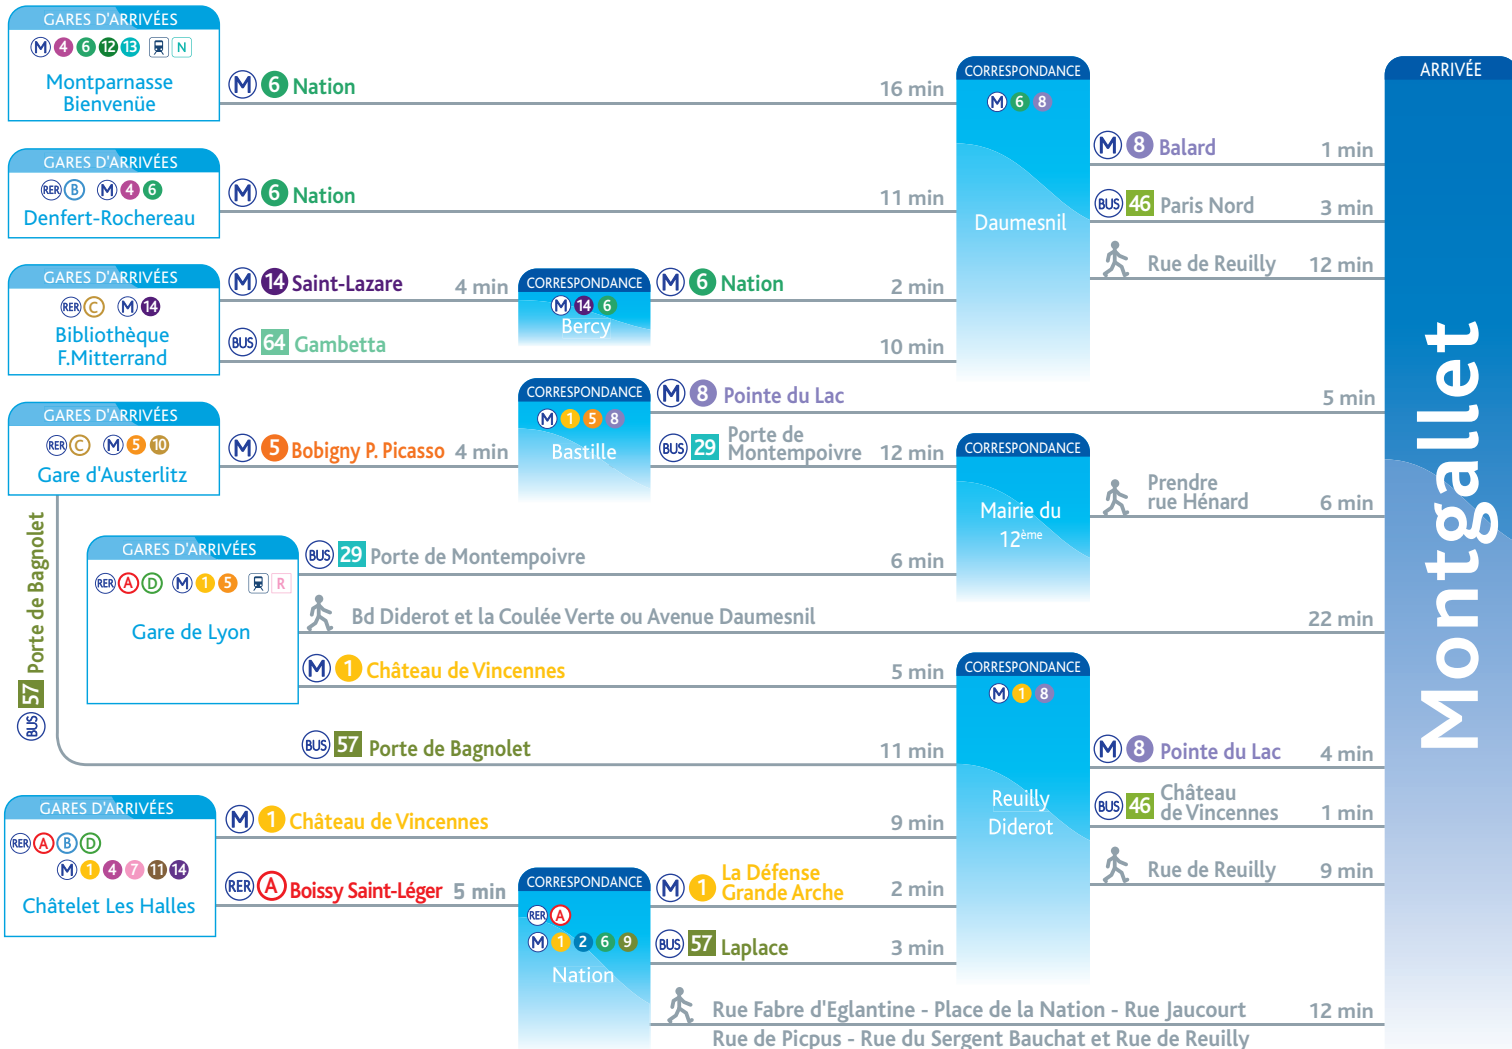 GARES D'ARRIVÉES
M 4 6 12 13 N
Montparnasse
Bienvenüe
M 6 Nation
16 min
GARES D'ARRIVÉES
RER B M 4 6
Denfert-Rochereau
M 6 Nation
11 min
GARES D'ARRIVÉES
RER C M 14
Bibliothèque
F.Mitterrand
M 14 Saint-Lazare 4 min
CORRESPONDANCE
M 14 6
Bercy
M 6 Nation 2 min
BUS 64 Gambetta 10 min
CORRESPONDANCE
M 6 8
Daumesnil
M 8 Balard 1 min
BUS 46 Paris Nord 3 min
Rue de Reuilly 12 min
GARES D'ARRIVÉES
RER C M 5 10
Gare d'Austerlitz
M 5 Bobigny P. Picasso 4 min
CORRESPONDANCE
M 1 5 8
Bastille
M 8 Pointe du Lac 5 min
BUS 29 Porte de
Montempoivre 12 min
BUS 57 Porte de Bagnolet
GARES D'ARRIVÉES
RER A D M 1 5 R
Gare de Lyon
BUS 29 Porte de Montempoivre 6 min
CORRESPONDANCE
Mairie du
12ème
Prendre
rue Hénard 6 min
Bd Diderot et la Coulée Verte ou Avenue Daumesnil 22 min
M 1 Château de Vincennes 5 min
BUS 57 Porte de Bagnolet 11 min
GARES D'ARRIVÉES
RER A B D
M 1 4 7 11 14
Châtelet Les Halles
M 1 Château de Vincennes 9 min
RER A Boissy Saint-Léger 5 min
CORRESPONDANCE
RER A
M 1 2 6 9
Nation
M 1 La Défense
Grande Arche 2 min
BUS 57 Laplace 3 min
CORRESPONDANCE
M 1 8
Reuilly
Diderot
M 8 Pointe du Lac 4 min
BUS 46 Château
de Vincennes 1 min
Rue de Reuilly 9 min
Rue Fabre d'Eglantine - Place de la Nation - Rue Jaucourt 12 min
Rue de Picpus - Rue du Sergent Bauchat et Rue de Reuilly
ARRIVÉE
Montgallet